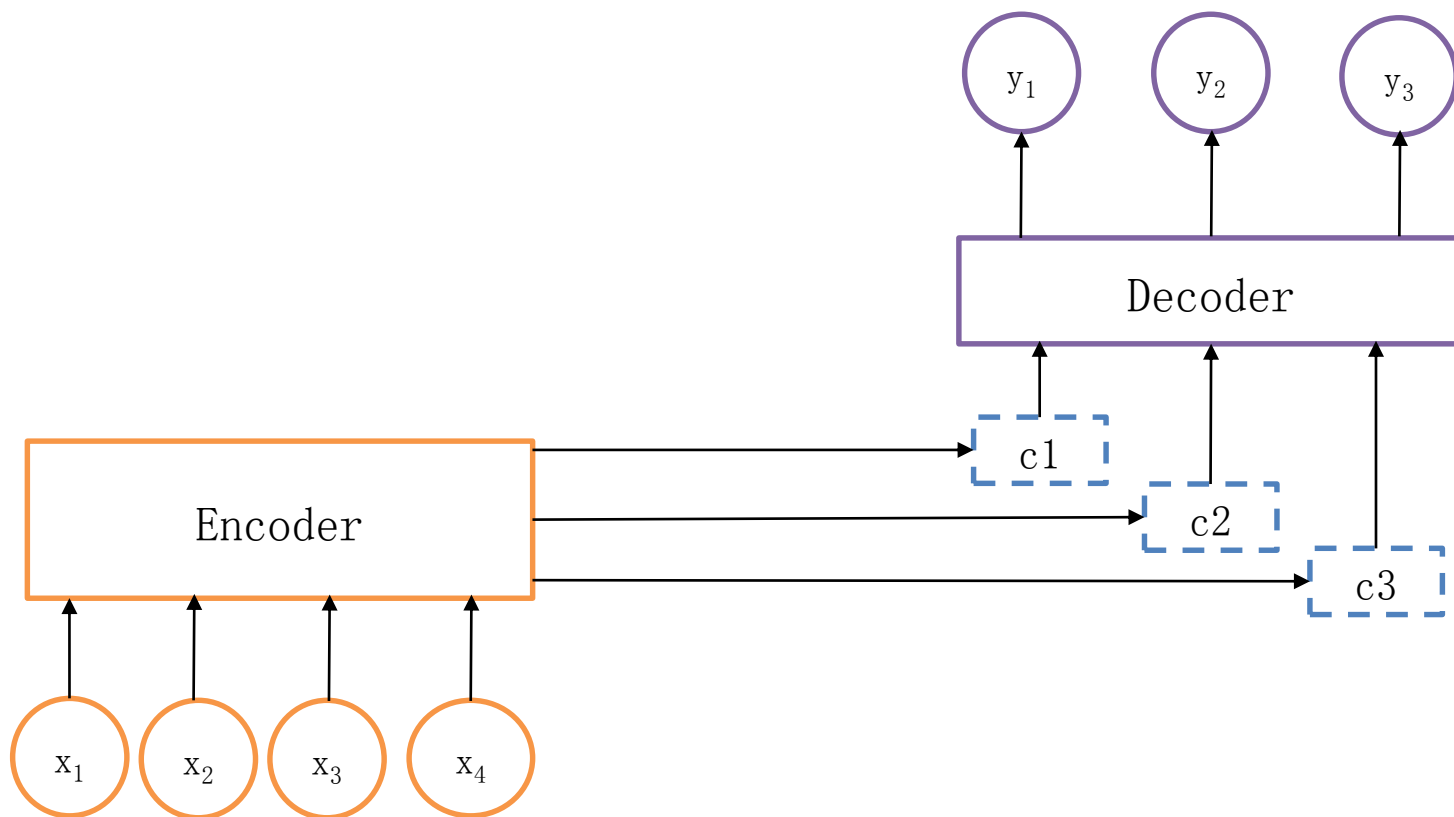 y₁ y₂ y₃
Decoder
c1
c2
Encoder
c3
x₁ x₂ x₃ x₄